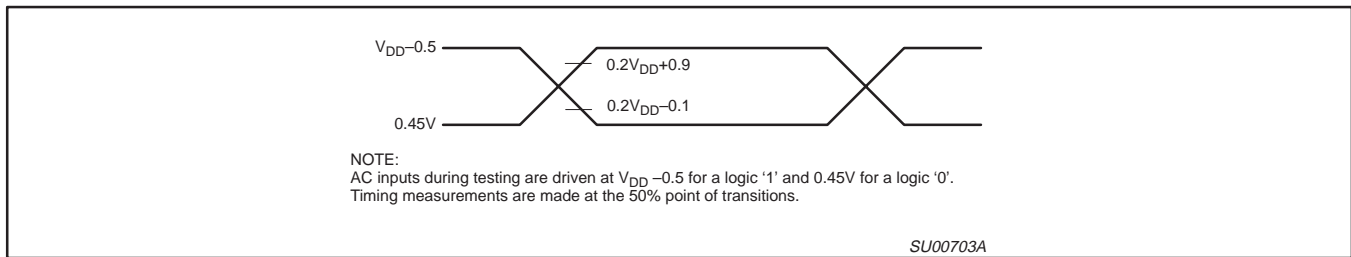 V_DD–0.5
0.2V_DD+0.9
0.2V_DD–0.1
0.45V
NOTE:
AC inputs during testing are driven at V_DD –0.5 for a logic ‘1’ and 0.45V for a logic ‘0’.
Timing measurements are made at the 50% point of transitions.
SU00703A